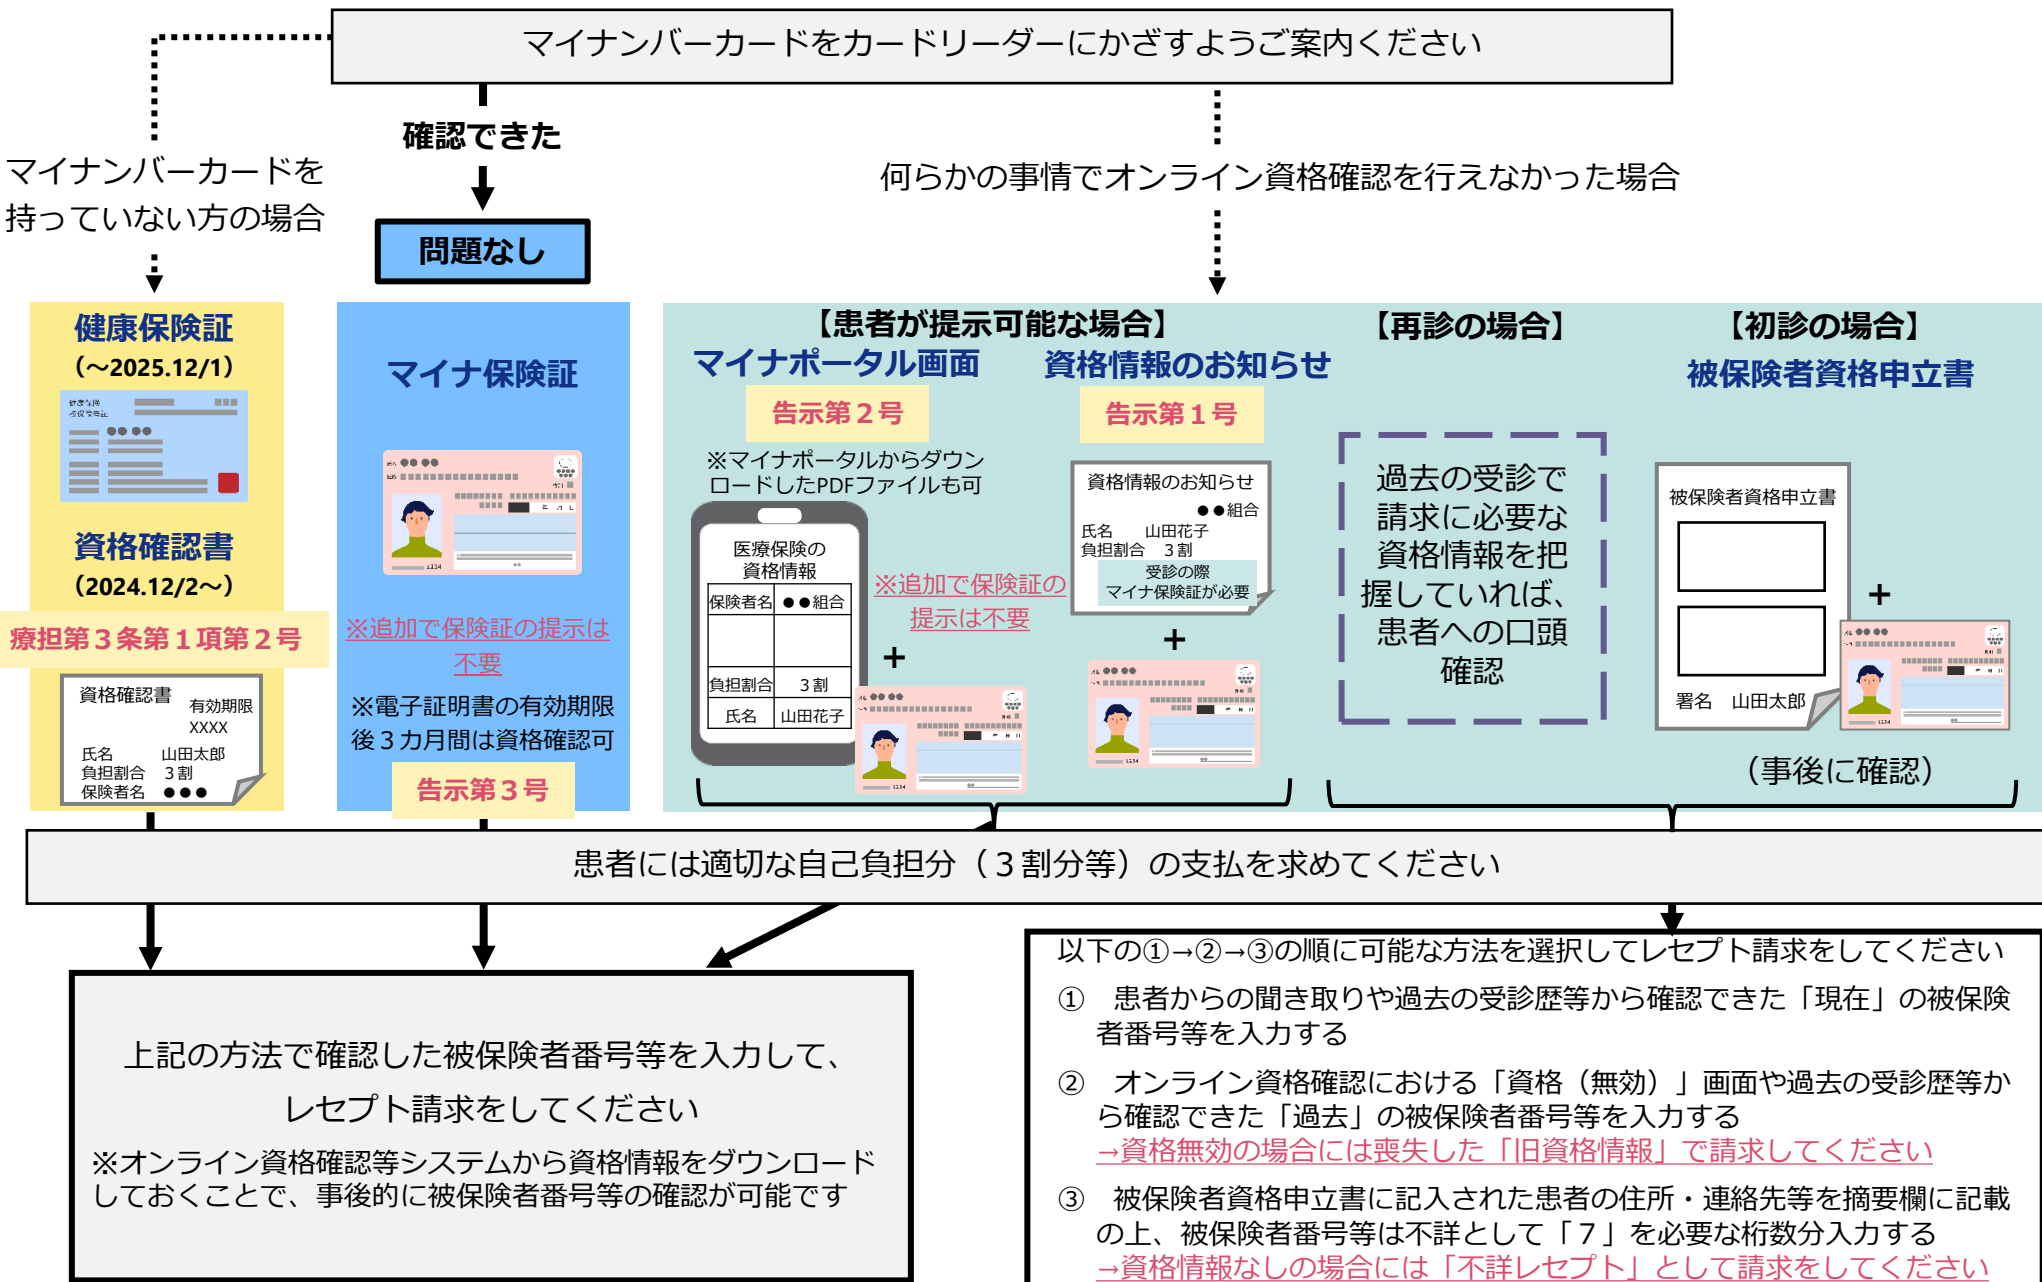 マイナンバーカードをカードリーダーにかざすようご案内ください
マイナンバーカードを
持っていない方の場合
確認できた
問題なし
何らかの事情でオンライン資格確認を行えなかった場合
健康保険証
（～2025.12/1）
健康保険
被保険者証
資格確認書
（2024.12/2～）
療担第３条第１項第２号
資格確認書
有効期限
XXXX
氏名 山田太郎
負担割合 ３割
保険者名 ●●●
マイナ保険証
1234
※追加で保険証の提示は
不要
※電子証明書の有効期限
後３カ月間は資格確認可
告示第３号
【患者が提示可能な場合】
マイナポータル画面
告示第２号
※マイナポータルからダウン
ロードしたPDFファイルも可
医療保険の
資格情報
保険者名 ●●組合
負担割合 ３割
氏名 山田花子
※追加で保険証の
提示は不要
+
1234
資格情報のお知らせ
告示第１号
資格情報のお知らせ
●●組合
氏名 山田花子
負担割合 ３割
受診の際
マイナ保険証が必要
+
1234
【再診の場合】
過去の受診で
請求に必要な
資格情報を把
握していれば、
患者への口頭
確認
【初診の場合】
被保険者資格申立書
被保険者資格申立書
署名 山田太郎
+
1234
（事後に確認）
患者には適切な自己負担分（３割分等）の支払を求めてください
上記の方法で確認した被保険者番号等を入力して、
レセプト請求をしてください
※オンライン資格確認等システムから資格情報をダウンロード
しておくことで、事後的に被保険者番号等の確認が可能です
以下の①→②→③の順に可能な方法を選択してレセプト請求をしてください
① 患者からの聞き取りや過去の受診歴等から確認できた「現在」の被保険
者番号等を入力する
② オンライン資格確認における「資格（無効）」画面や過去の受診歴等か
ら確認できた「過去」の被保険者番号等を入力する
→資格無効の場合には喪失した「旧資格情報」で請求してください
③ 被保険者資格申立書に記入された患者の住所・連絡先等を摘要欄に記載
の上、被保険者番号等は不詳として「７」を必要な桁数分入力する
→資格情報なしの場合には「不詳レセプト」として請求をしてください